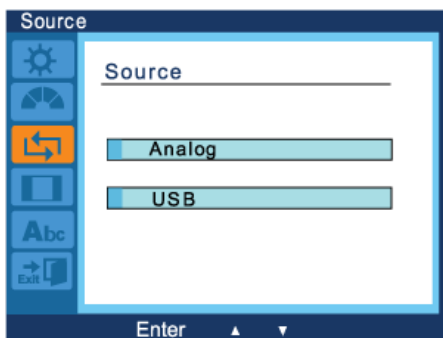 Source
Source
Analog
USB
Abc
Exit
Enter ▲ ▼